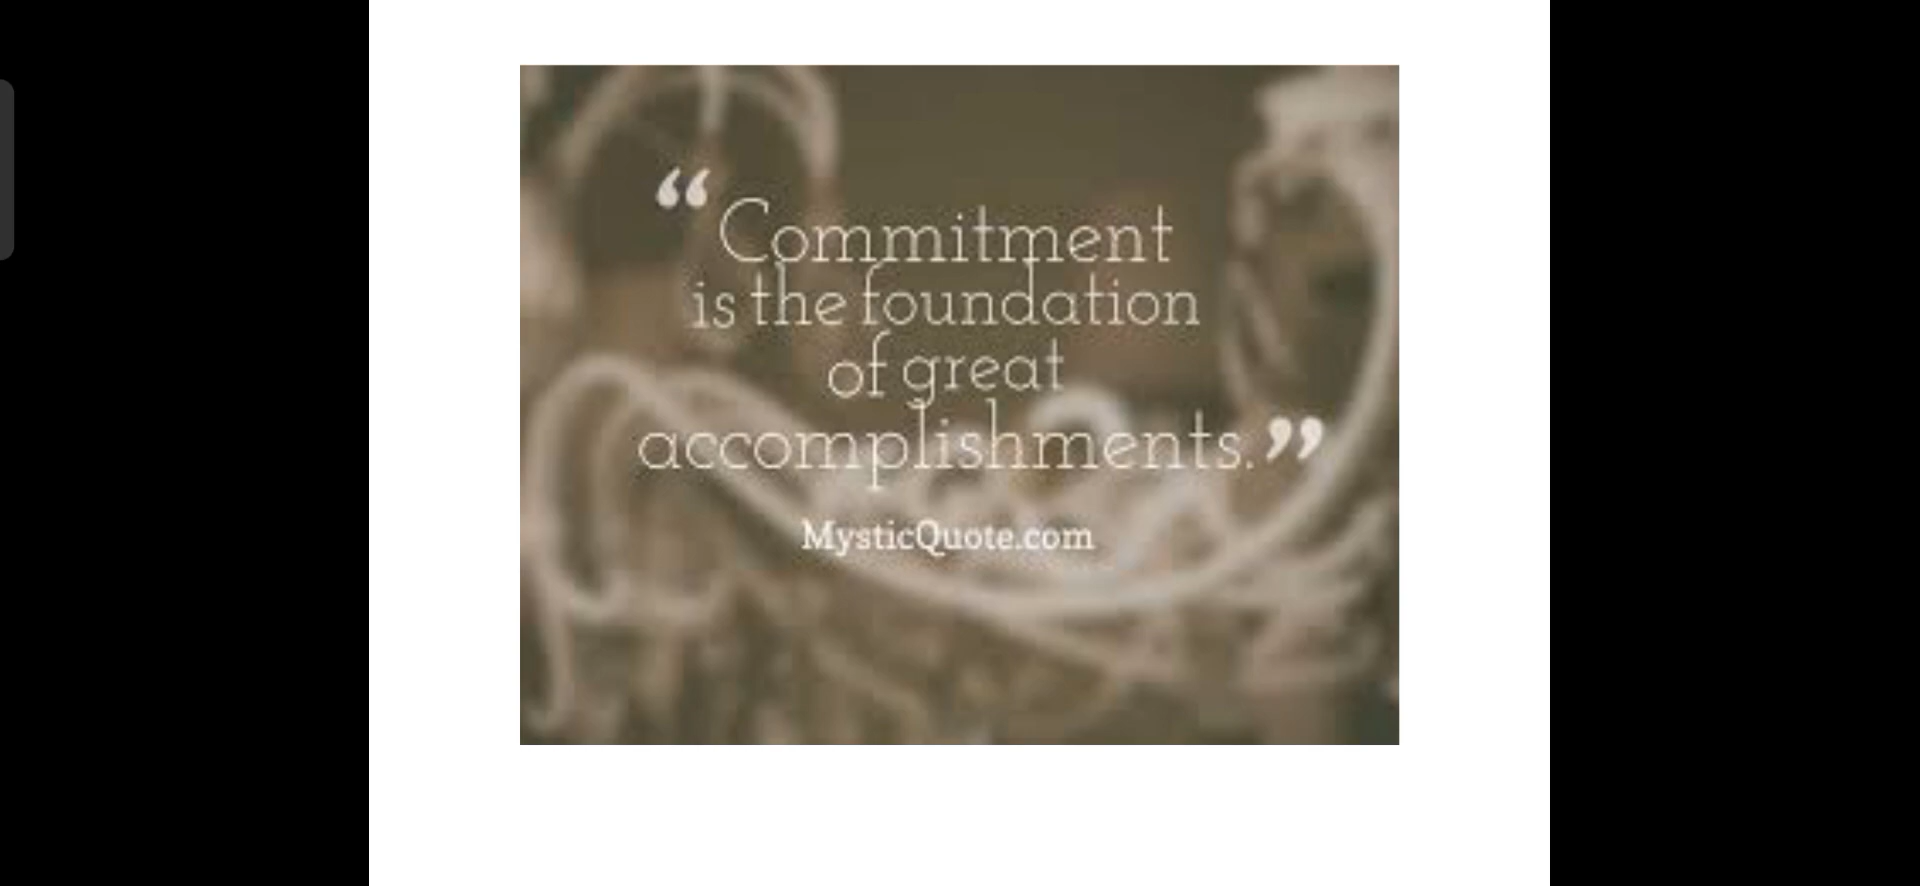 “Commitment
is the foundation
of great
accomplishments.”
MysticQuote.com